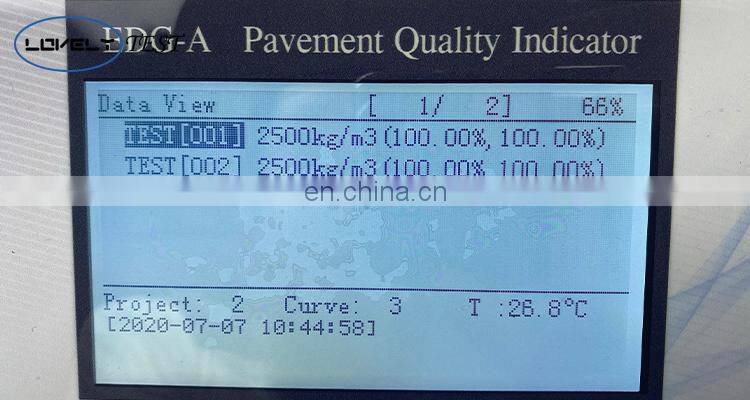 LOVELY TEST
EDG-A Pavement Quality Indicator
Data View [ 1/ 2] 66%
TEST[001] 2500kg/m3(100.00%,100.00%)
TEST[002] 2500kg/m3(100.00%,100.00%)
en.china.cn
Project: 2 Curve: 3 T :26.8℃
[2020-07-07 10:44:58]